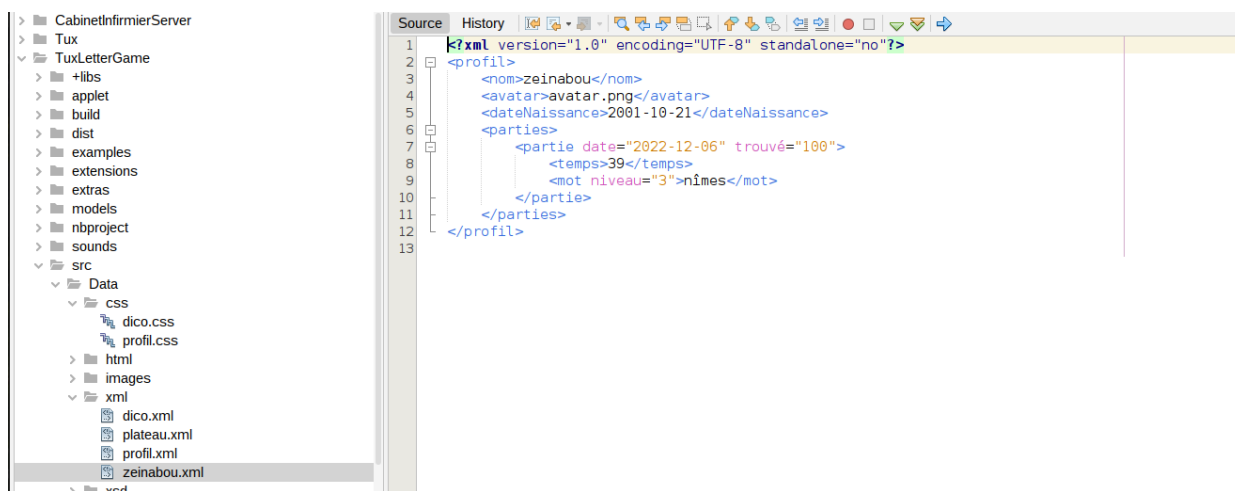 CabinetInfirmierServer
Tux
TuxLetterGame
+libs
applet
build
dist
examples
extensions
extras
models
nbproject
sounds
src
Data
css
dico.css
profil.css
html
images
xml
dico.xml
plateau.xml
profil.xml
zeinabou.xml
xsd
Source History
1 <?xml version="1.0" encoding="UTF-8" standalone="no"?>
2 <profil>
3 <nom>zeinabou</nom>
4 <avatar>avatar.png</avatar>
5 <dateNaissance>2001-10-21</dateNaissance>
6 <parties>
7 <partie date="2022-12-06" trouvé="100">
8 <temps>39</temps>
9 <mot niveau="3">nîmes</mot>
10 </partie>
11 </parties>
12 </profil>
13